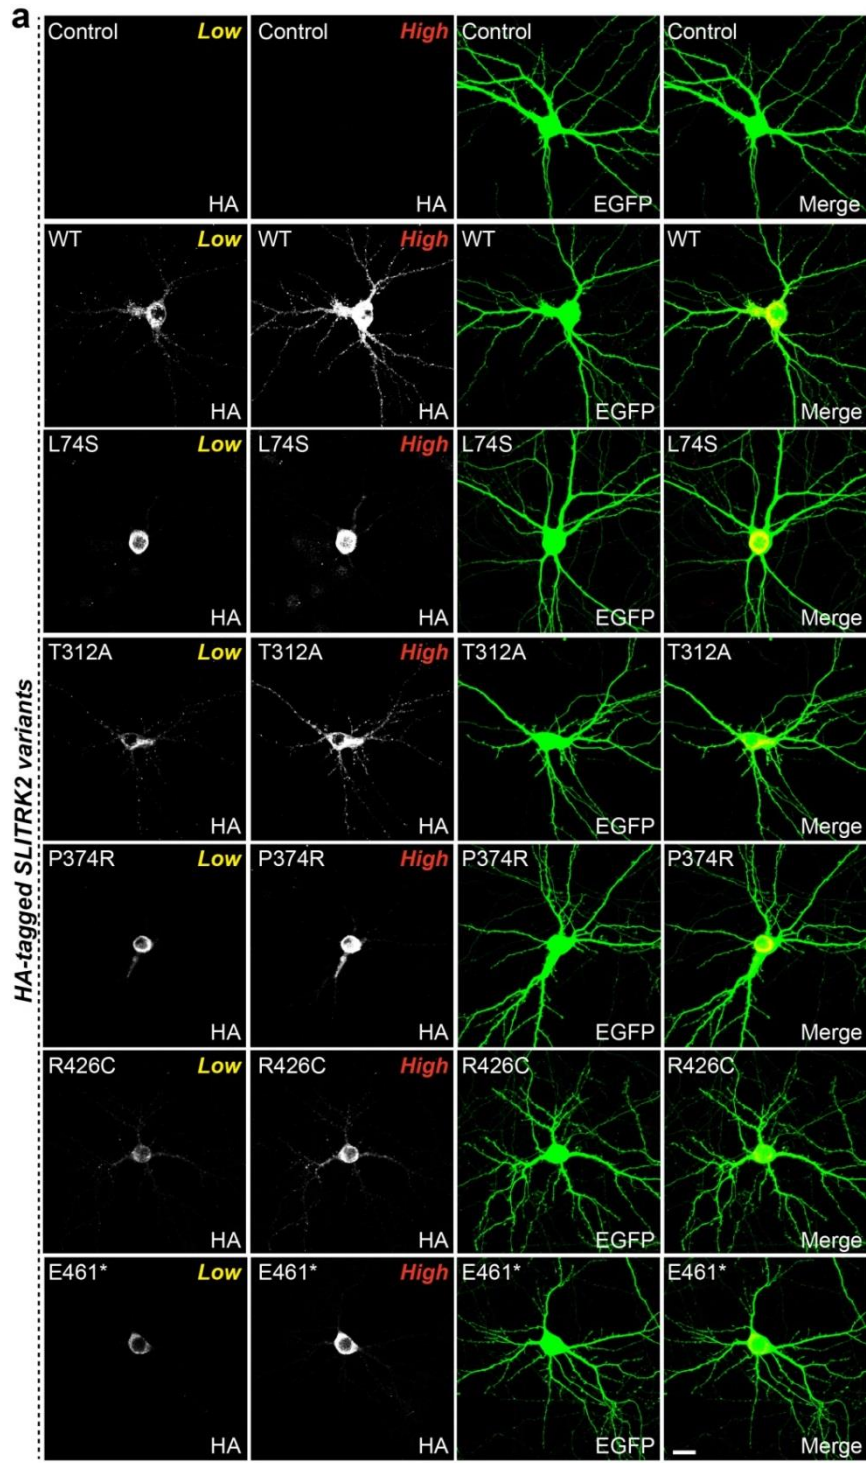 a
HA-tagged SLITRK2 variants
Control Low Control High Control Control
HA HA EGFP Merge
WT Low WT High WT WT
HA HA EGFP Merge
L74S Low L74S High L74S L74S
HA HA EGFP Merge
T312A Low T312A High T312A T312A
HA HA EGFP Merge
P374R Low P374R High P374R P374R
HA HA EGFP Merge
R426C Low R426C High R426C R426C
HA HA EGFP Merge
E461* Low E461* High E461* E461*
HA HA EGFP Merge